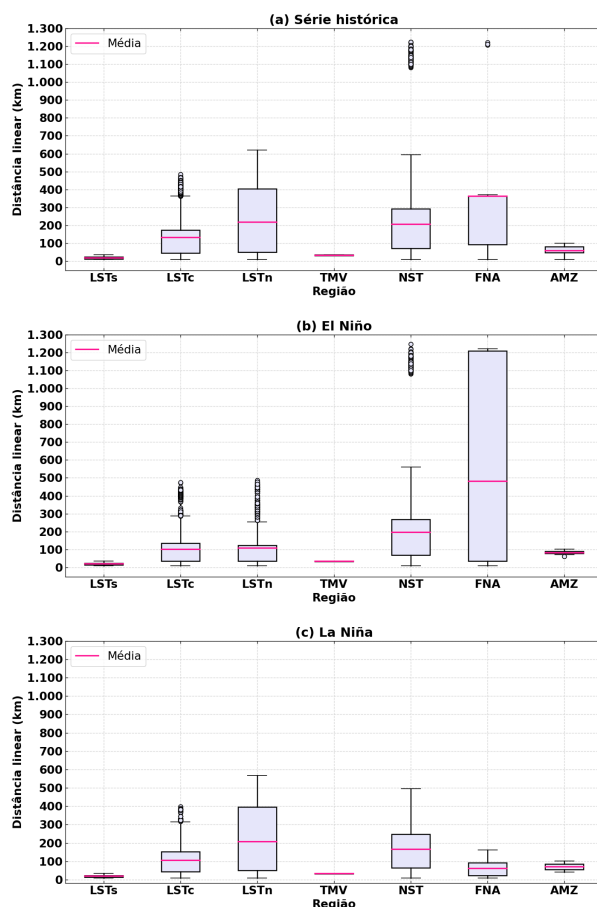 (a) Série histórica
Média
Distância linear (km)
1.300
1.200
1.100
1.000
900
800
700
600
500
400
300
200
100
0
LSTs LSTc LSTn TMV NST FNA AMZ
Região
(b) El Niño
Média
Distância linear (km)
1.300
1.200
1.100
1.000
900
800
700
600
500
400
300
200
100
0
LSTs LSTc LSTn TMV NST FNA AMZ
Região
(c) La Niña
Média
Distância linear (km)
1.300
1.200
1.100
1.000
900
800
700
600
500
400
300
200
100
0
LSTs LSTc LSTn TMV NST FNA AMZ
Região